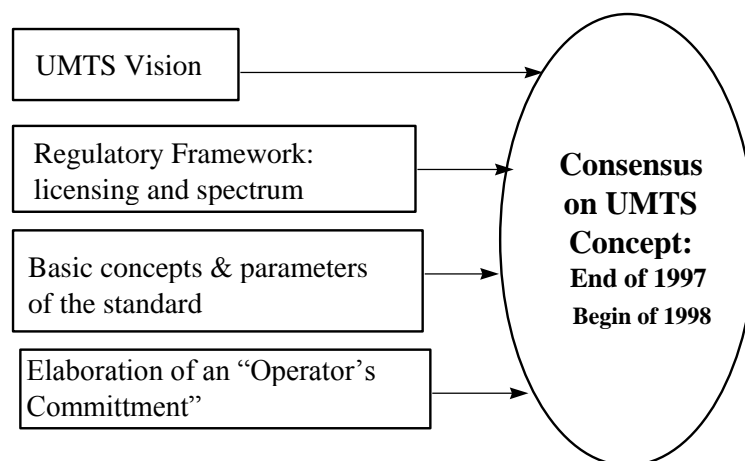 UMTS Vision
Regulatory Framework:
licensing and spectrum
Basic concepts & parameters
of the standard
Elaboration of an “Operator’s
Committment”
Consensus
on UMTS
Concept:
End of 1997
Begin of 1998